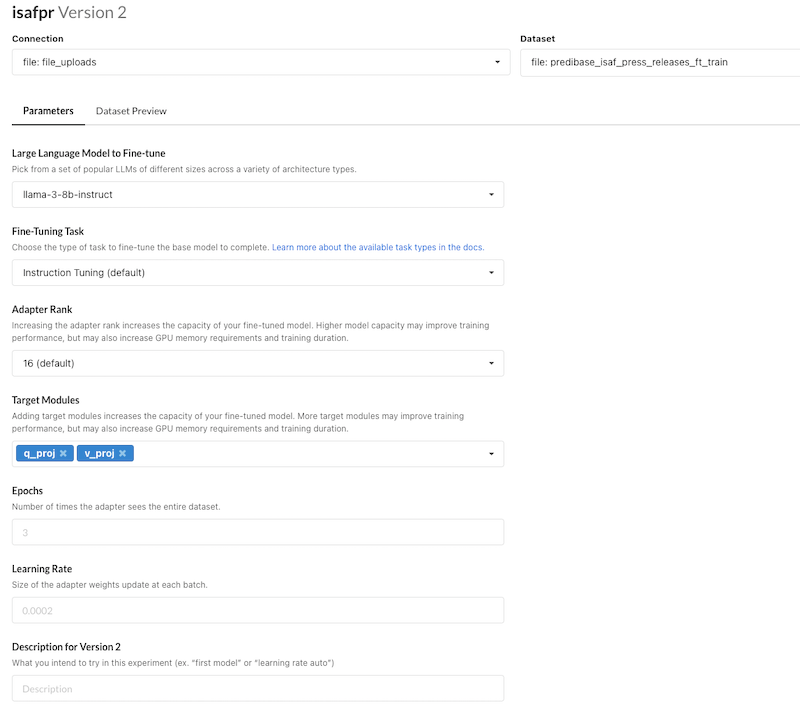 isafpr Version 2
Connection
Dataset
file: file_uploads
file: predibase_isaf_press_releases_ft_train
Parameters
Dataset Preview
Large Language Model to Fine-tune
Pick from a set of popular LLMs of different sizes across a variety of architecture types.
llama-3-8b-instruct
Fine-Tuning Task
Choose the type of task to fine-tune the base model to complete. Learn more about the available task types in the docs.
Instruction Tuning (default)
Adapter Rank
Increasing the adapter rank increases the capacity of your fine-tuned model. Higher model capacity may improve training
performance, but may also increase GPU memory requirements and training duration.
16 (default)
Target Modules
Adding target modules increases the capacity of your fine-tuned model. More target modules may improve training
performance, but may also increase GPU memory requirements and training duration.
q_proj × v_proj ×
Epochs
Number of times the adapter sees the entire dataset.
3
Learning Rate
Size of the adapter weights update at each batch.
0.0002
Description for Version 2
What you intend to try in this experiment (ex. "first model" or "learning rate auto")
Description